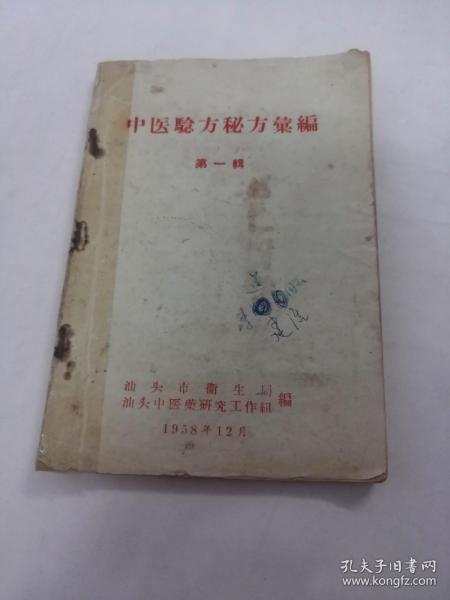 中医驗方秘方彙編
第一輯
汕头市衞生局
汕头中医葯研究工作組
編
1958年12月
孔夫子旧书网
www.kongfz.com